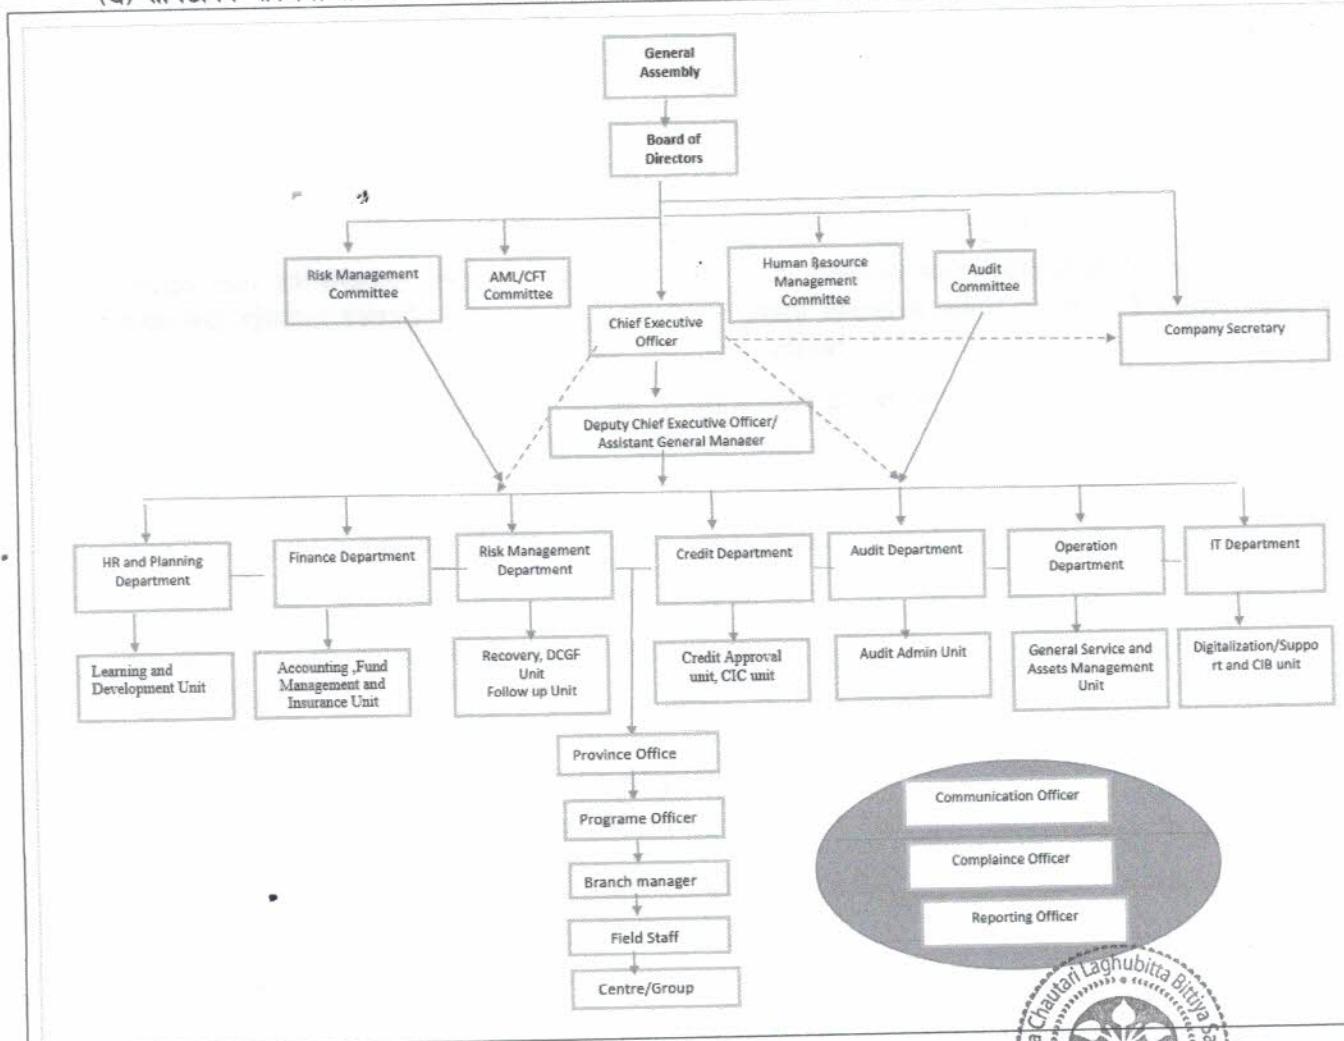 General
Assembly
Board of
Directors
Risk Management
Committee
AML/CFT
Committee
Chief Executive
Officer
Human Resource
Management
Committee
Audit
Committee
Company Secretary
Deputy Chief Executive Officer/
Assistant General Manager
HR and Planning
Department
Finance Department
Risk Management
Department
Credit Department
Audit Department
Operation
Department
IT Department
Learning and
Development Unit
Accounting ,Fund
Management and
Insurance Unit
Recovery, DCGF
Unit
Follow up Unit
Credit Approval
unit, CIC unit
Audit Admin Unit
General Service and
Assets Management
Unit
Digitalization/Suppo
rt and CIB unit
Province Office
Programe Officer
Branch manager
Field Staff
Centre/Group
Communication Officer
Complaince Officer
Reporting Officer
Chautari Laghubitta Bittiya